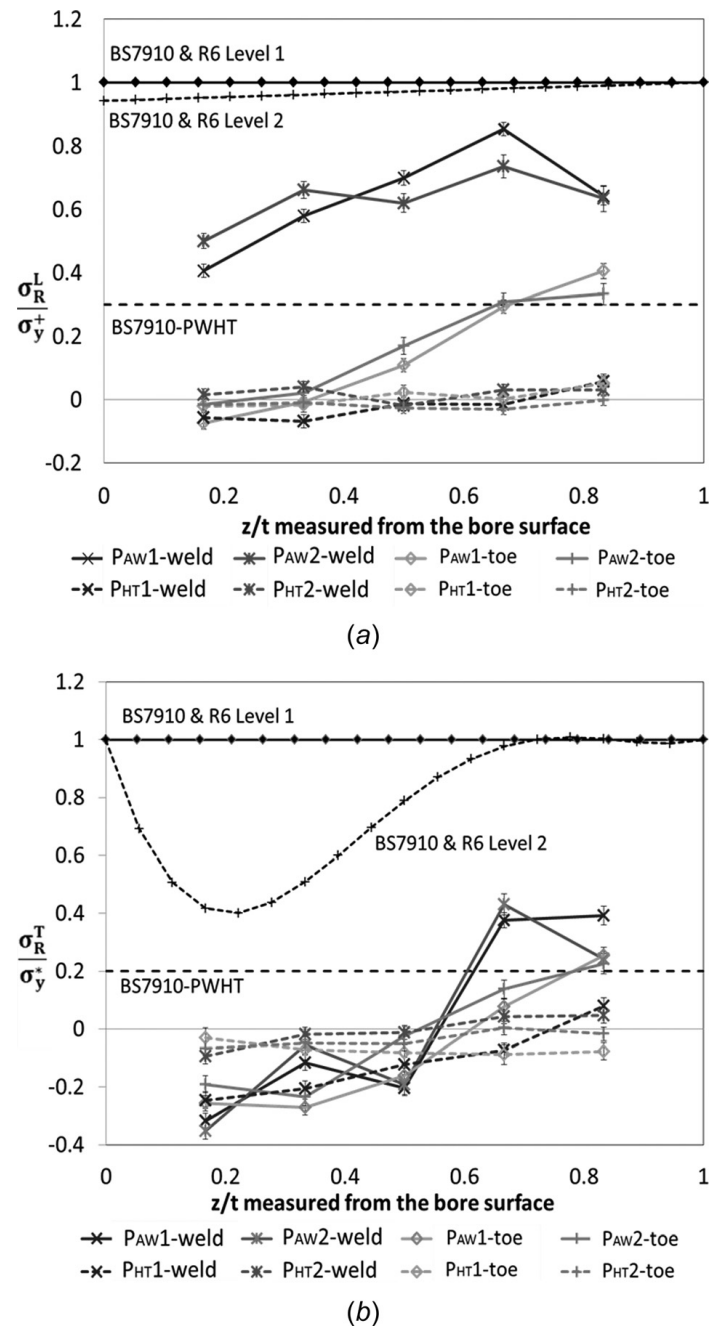 1.2
BS7910 & R6 Level 1
1
BS7910 & R6 Level 2
0.8
0.6
0.4
σ_R^L / σ_y^+
BS7910-PWHT
0.2
0
-0.2
0 0.2 0.4 0.6 0.8 1
z/t measured from the bore surface
PAW1-weld PAW2-weld PAW1-toe PAW2-toe
PHT1-weld PHT2-weld PHT1-toe PHT2-toe
(a)
1.2
BS7910 & R6 Level 1
1
0.8
BS7910 & R6 Level 2
0.6
0.4
σ_R^T / σ_y^*
0.2
BS7910-PWHT
0
-0.2
-0.4
0 0.2 0.4 0.6 0.8 1
z/t measured from the bore surface
PAW1-weld PAW2-weld PAW1-toe PAW2-toe
PHT1-weld PHT2-weld PHT1-toe PHT2-toe
(b)